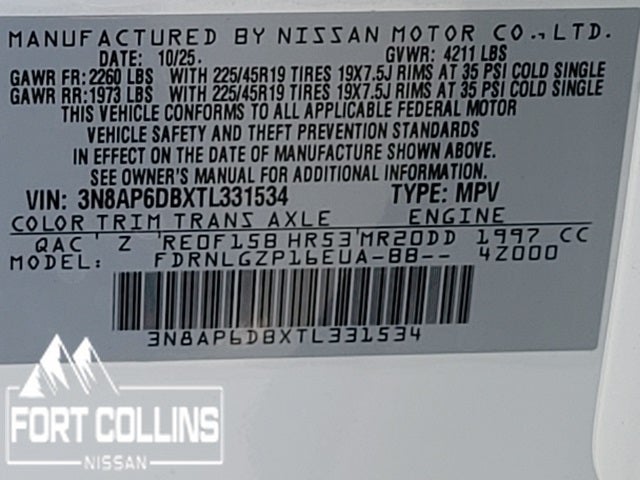 MANUFACTURED BY NISSAN MOTOR CO., LTD.
DATE: 10/25. GVWR: 4211 LBS
GAWR FR: 2260 LBS WITH 225/45R19 TIRES 19X7.5J RIMS AT 35 PSI COLD SINGLE
GAWR RR: 1973 LBS WITH 225/45R19 TIRES 19X7.5J RIMS AT 35 PSI COLD SINGLE
THIS VEHICLE CONFORMS TO ALL APPLICABLE FEDERAL MOTOR
VEHICLE SAFETY AND THEFT PREVENTION STANDARDS
IN EFFECT ON THE DATE OF MANUFACTURE SHOWN ABOVE.
SEE OWNER'S MANUAL FOR ADDITIONAL INFORMATION.
VIN: 3N8AP6DBXTL331534 TYPE: MPV
COLOR TRIM TRANS AXLE ENGINE
QAC Z RE0F15B HR53 MR20DD 1997 CC
MODEL FDRNLGZP16EUA-BB-- 4Z000
3N8AP6DBXTL331534
FORT COLLINS
NISSAN